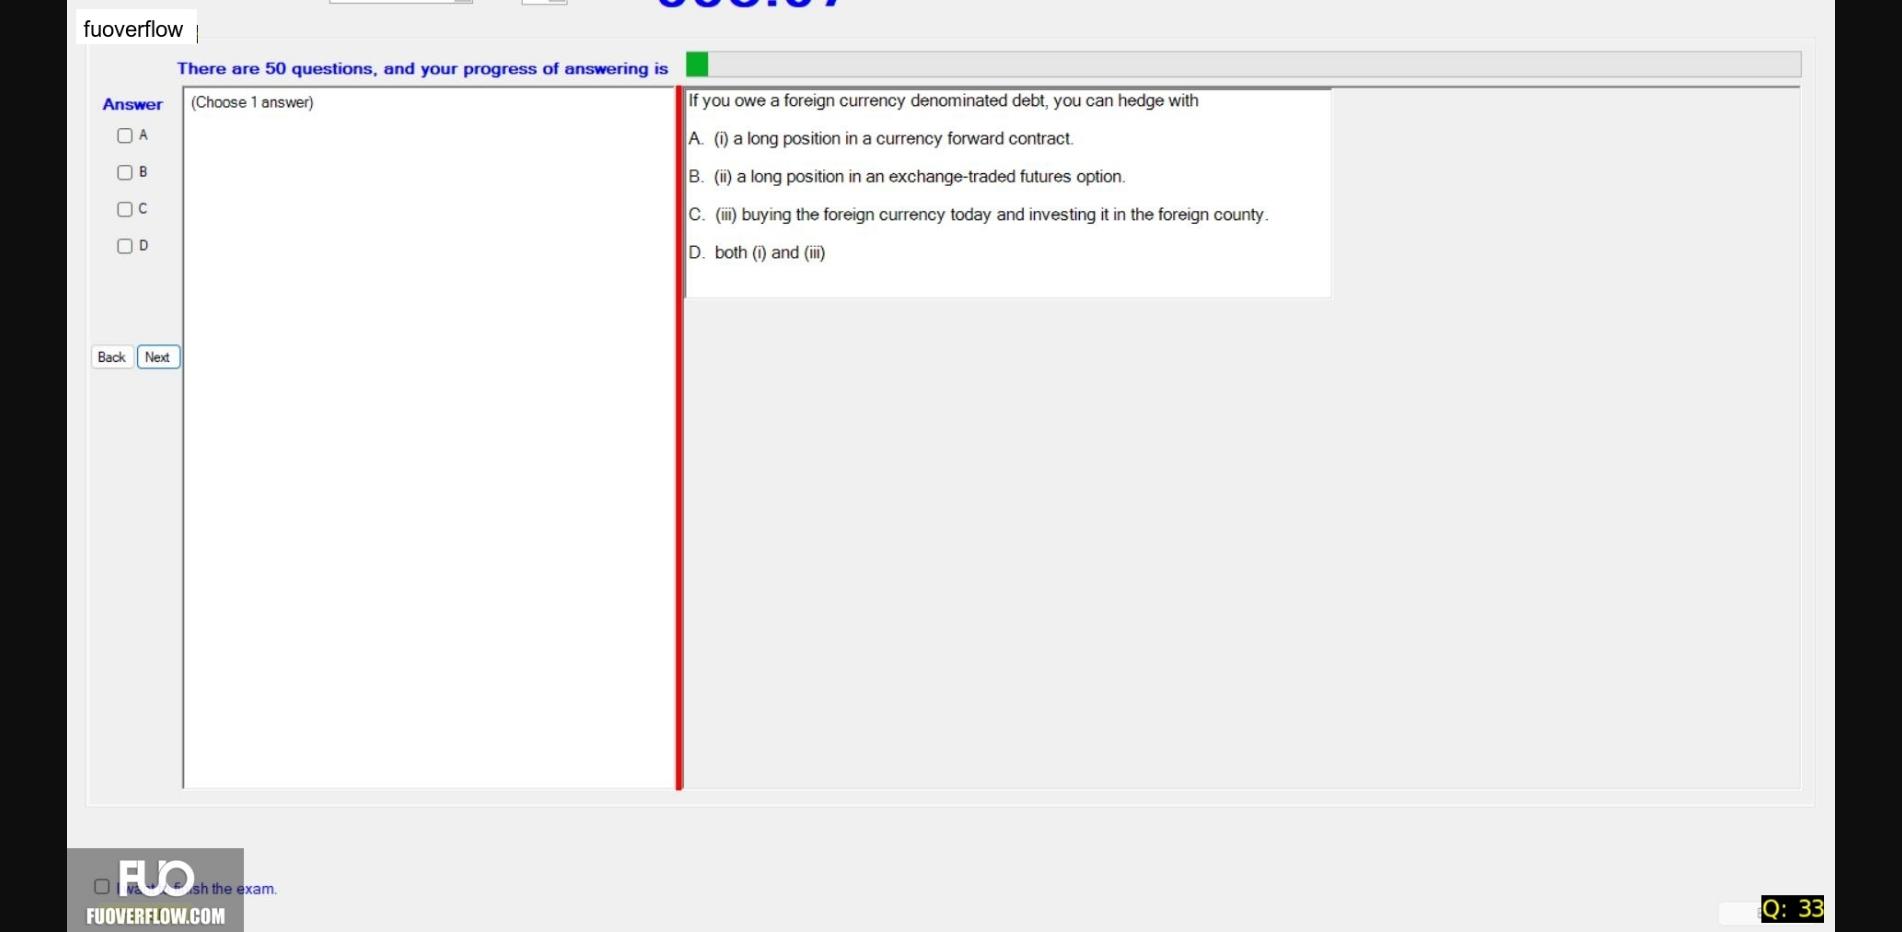 fuoverflow
There are 50 questions, and your progress of answering is
Answer
(Choose 1 answer)
A
B
C
D
Back Next
If you owe a foreign currency denominated debt, you can hedge with
A. (i) a long position in a currency forward contract.
B. (ii) a long position in an exchange-traded futures option.
C. (iii) buying the foreign currency today and investing it in the foreign county.
D. both (i) and (iii)
FUO
the exam.
FUOVERFLOW.COM
Q: 33